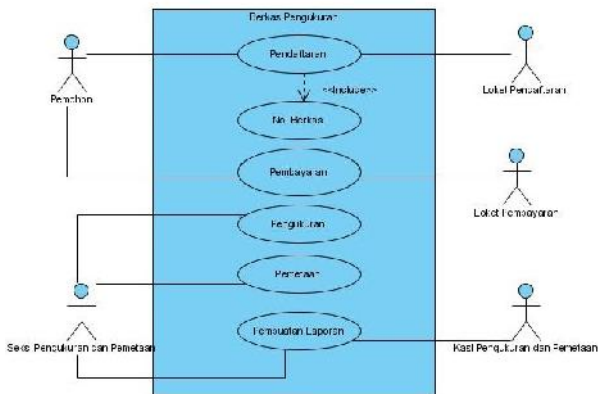 Berkas Pengukuran
Pendaftaran
Pemohon
<<Include>>
Loket Pendaftaran
No. Berkas
Pembayaran
Loket Pembayaran
Pengukuran
Pemetaan
Seksi Pengukuran dan Pemetaan
Pembuatan Laporan
Kasi Pengukuran dan Pemetaan